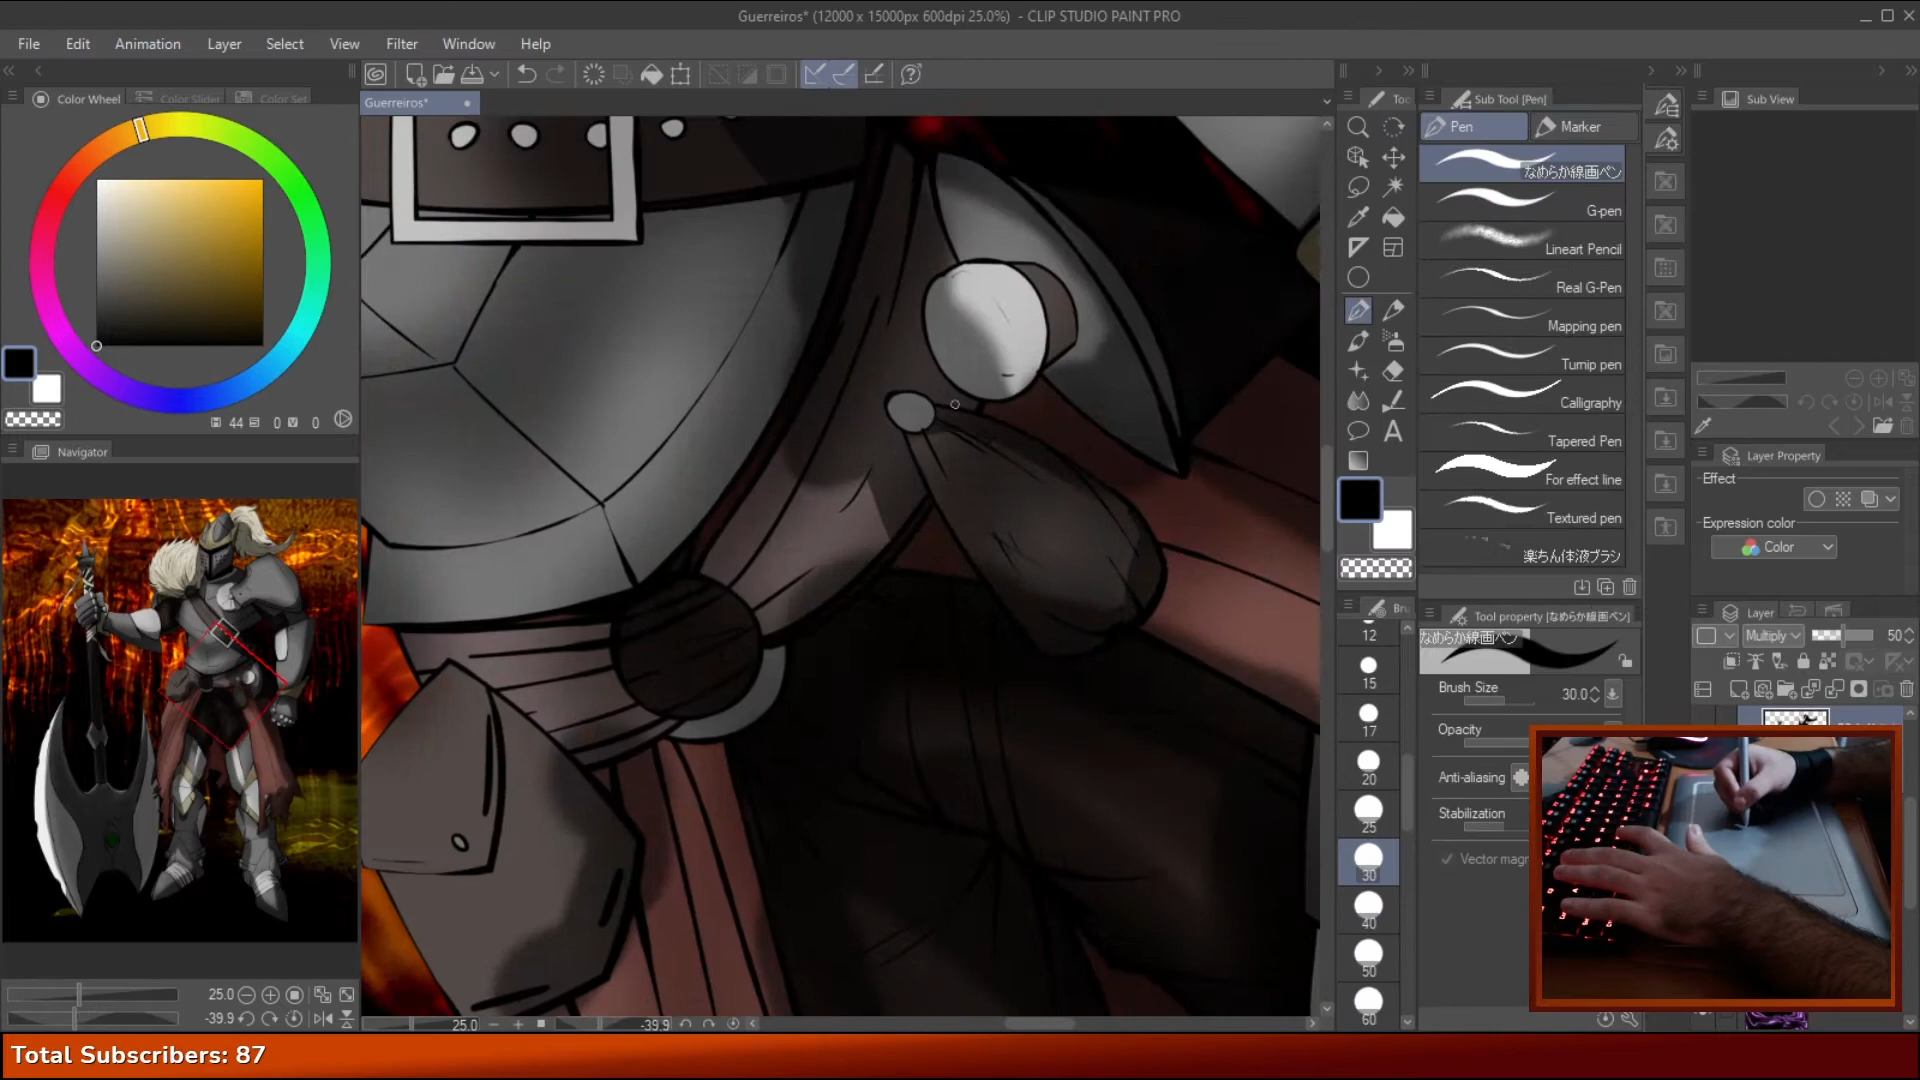 Guerreiros* (12000 x 15000px 600dpi 25.0%) - CLIP STUDIO PAINT PRO
File Edit Animation Layer Select View Filter Window Help
Color Wheel Color Slider Color Set
Guerreiros*
Sub Tool [Pen]
Sub View
Pen
Marker
なめらか線画ペン
G-pen
Lineart Pencil
Real G-Pen
Mapping pen
Turnip pen
Calligraphy
Tapered Pen
For effect line
Textured pen
楽ちん体液ブラシ
H 44 S 0 V 0
Navigator
Layer Property
Effect
Expression color
Color
Tool property [なめらか線画ペン]
なめらか線画ペン
Brush Size 30.0
Opacity
Anti-aliasing
Stabilization
Layer
Multiply 50
12
15
17
20
25
30
40
50
60
25.0
-39.9
25.0 -39.9
Total Subscribers: 87